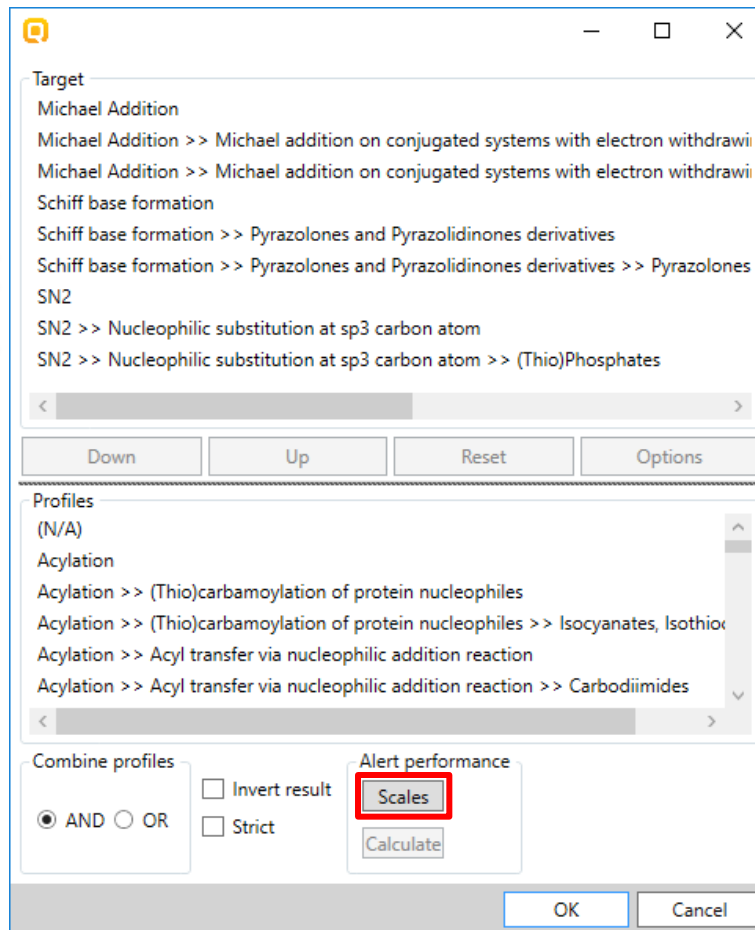 Target
Michael Addition
Michael Addition >> Michael addition on conjugated systems with electron
Michael Addition >> Michael addition on conjugated systems with electron
Schiff base formation
Schiff base formation >> Pyrazolones and Pyrazolidinones derivatives
Schiff base formation >> Pyrazolones and Pyrazolidinones derivatives >> Pyrazolones
SN2
SN2 >> Nucleophilic substitution at sp3 carbon atom
SN2 >> Nucleophilic substitution at sp3 carbon atom >> (Thio)Phosphates
Down Up Reset Options
Profiles
(N/A)
Acylation
Acylation >> (Thio)carbamoylation of protein nucleophiles
Acylation >> (Thio)carbamoylation of protein nucleophiles >> Isocyanates,
Acylation >> Acyl transfer via nucleophilic addition reaction
Acylation >> Acyl transfer via nucleophilic addition reaction >> Carbodiimides
Combine profiles
AND OR
Invert result
Strict
Alert performance
Scales
Calculate
OK Cancel